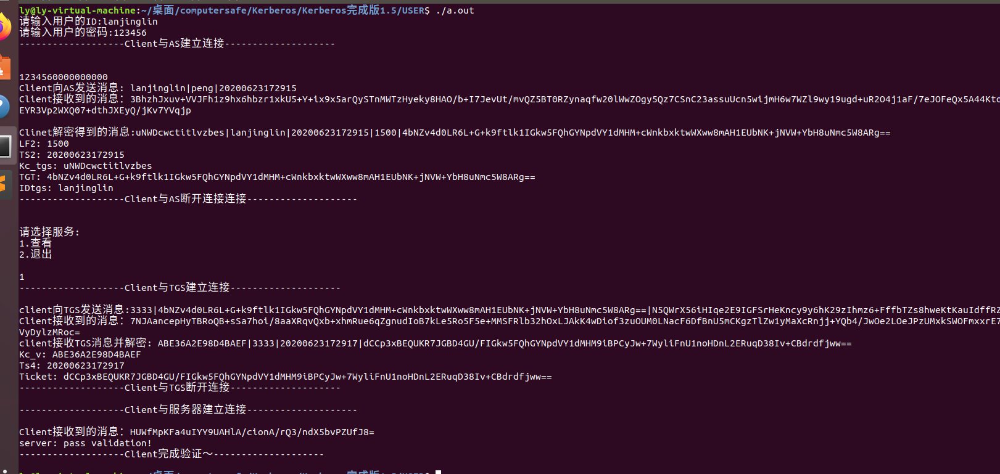 ly@ly-virtual-machine:~/桌面/computersafe/Kerberos/Kerberos完成版1.5/USER$ ./a.out
请输入用户的ID:lanjinglin
请输入用户的密码:123456
-------------------Client与AS建立连接--------------------
1234560000000000
Client向AS发送消息: lanjinglin|peng|20200623172915
Client接收到的消息: 3BhzhJxuv+VVJFh1z9hx6hbzr1xkU5+Y+ix9x5arQySTnMWTzHyeky8HAO/b+I7JevUt/mvQZ5BT0RZynaqfw20lWwZOgy5Qz7CSnC23assuUcn5wijmH6w7WZl9wy19ugd+uR2O4j1aF/7eJOFeQx5A44Ktc
EYR3Vp2WXQ07+dthJXEyQ/jKv7YVqjp
Clinet解密得到的消息:uNWDcwctitlvzbes|lanjinglin|20200623172915|1500|4bNZv4d0LR6L+G+k9ftlk1IGkw5FQhGYNpdVY1dMHM+cWnkbxktwWXww8mAH1EUbNK+jNVW+YbH8uNmc5W8ARg==
LF2: 1500
TS2: 20200623172915
Kc_tgs: uNWDcwctitlvzbes
TGT: 4bNZv4d0LR6L+G+k9ftlk1IGkw5FQhGYNpdVY1dMHM+cWnkbxktwWXww8mAH1EUbNK+jNVW+YbH8uNmc5W8ARg==
IDtgs: lanjinglin
-------------------Client与AS断开连接连接--------------------
请选择服务:
1.查看
2.退出
1
-------------------Client与TGS建立连接--------------------
client向TGS发送消息:3333|4bNZv4d0LR6L+G+k9ftlk1IGkw5FQhGYNpdVY1dMHM+cWnkbxktwWXww8mAH1EUbNK+jNVW+YbH8uNmc5W8ARg==|N5QWrX56iHIqe2E9IGFSrHeKncy9y6hK29zIhmz6+FffbTZs8hweKtKauIdffRZ
Client接收到的消息: 7NJAancepHyTBRoQB+sSa7hoi/8aaXRqvQxb+xhmRue6qZgnudIoB7kLe5Ro5F5e+MMSFRlb32hOxLJAkK4wDiof3zuOUM0LNacF6DfBnU5mCKgzTlZw1yMaXcRnjj+YQb4/JwOe2LOeJPzUMxkSWOFmxxrE7
VyDylzMRoc=
client接收TGS消息并解密: ABE36A2E98D4BAEF|3333|20200623172917|dCCp3xBEQUKR7JGBD4GU/FIGkw5FQhGYNpdVY1dMHM9iBPCyJw+7WyliFnU1noHDnL2ERuqD38Iv+CBdrdfjww==
Kc_v: ABE36A2E98D4BAEF
Ts4: 20200623172917
Ticket: dCCp3xBEQUKR7JGBD4GU/FIGkw5FQhGYNpdVY1dMHM9iBPCyJw+7WyliFnU1noHDnL2ERuqD38Iv+CBdrdfjww==
-------------------Client与TGS断开连接--------------------
-------------------Client与服务器建立连接--------------------
Client接收到的消息: HUWfMpKFa4uIYY9UAHlA/cionA/rQ3/ndX5bvPZUfJ8=
server: pass validation!
-------------------Client完成验证～--------------------